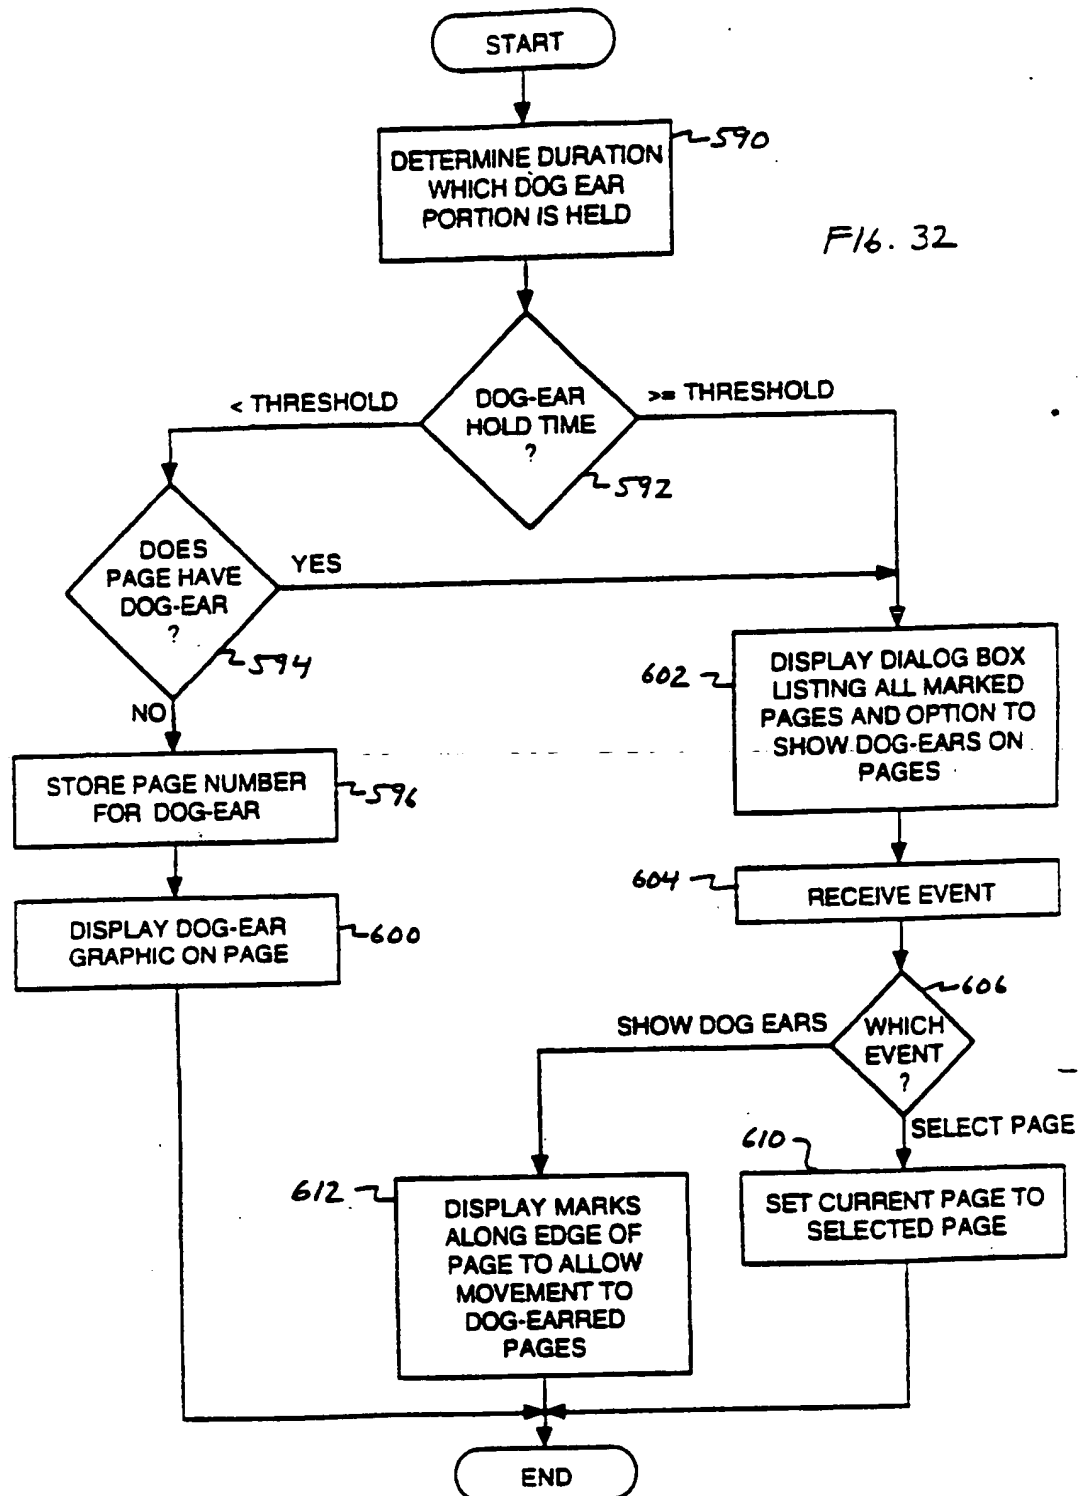 START
DETERMINE DURATION
WHICH DOG EAR
PORTION IS HELD
590
FIG. 32
DOG-EAR
HOLD TIME
?
592
< THRESHOLD
>= THRESHOLD
DOES
PAGE HAVE
DOG-EAR
?
594
YES
NO
STORE PAGE NUMBER
FOR DOG-EAR
596
DISPLAY DOG-EAR
GRAPHIC ON PAGE
600
602
DISPLAY DIALOG BOX
LISTING ALL MARKED
PAGES AND OPTION TO
SHOW DOG-EARS ON
PAGES
604
RECEIVE EVENT
606
WHICH
EVENT
?
SHOW DOG EARS
SELECT PAGE
610
SET CURRENT PAGE TO
SELECTED PAGE
612
DISPLAY MARKS
ALONG EDGE OF
PAGE TO ALLOW
MOVEMENT TO
DOG-EARRED
PAGES
END